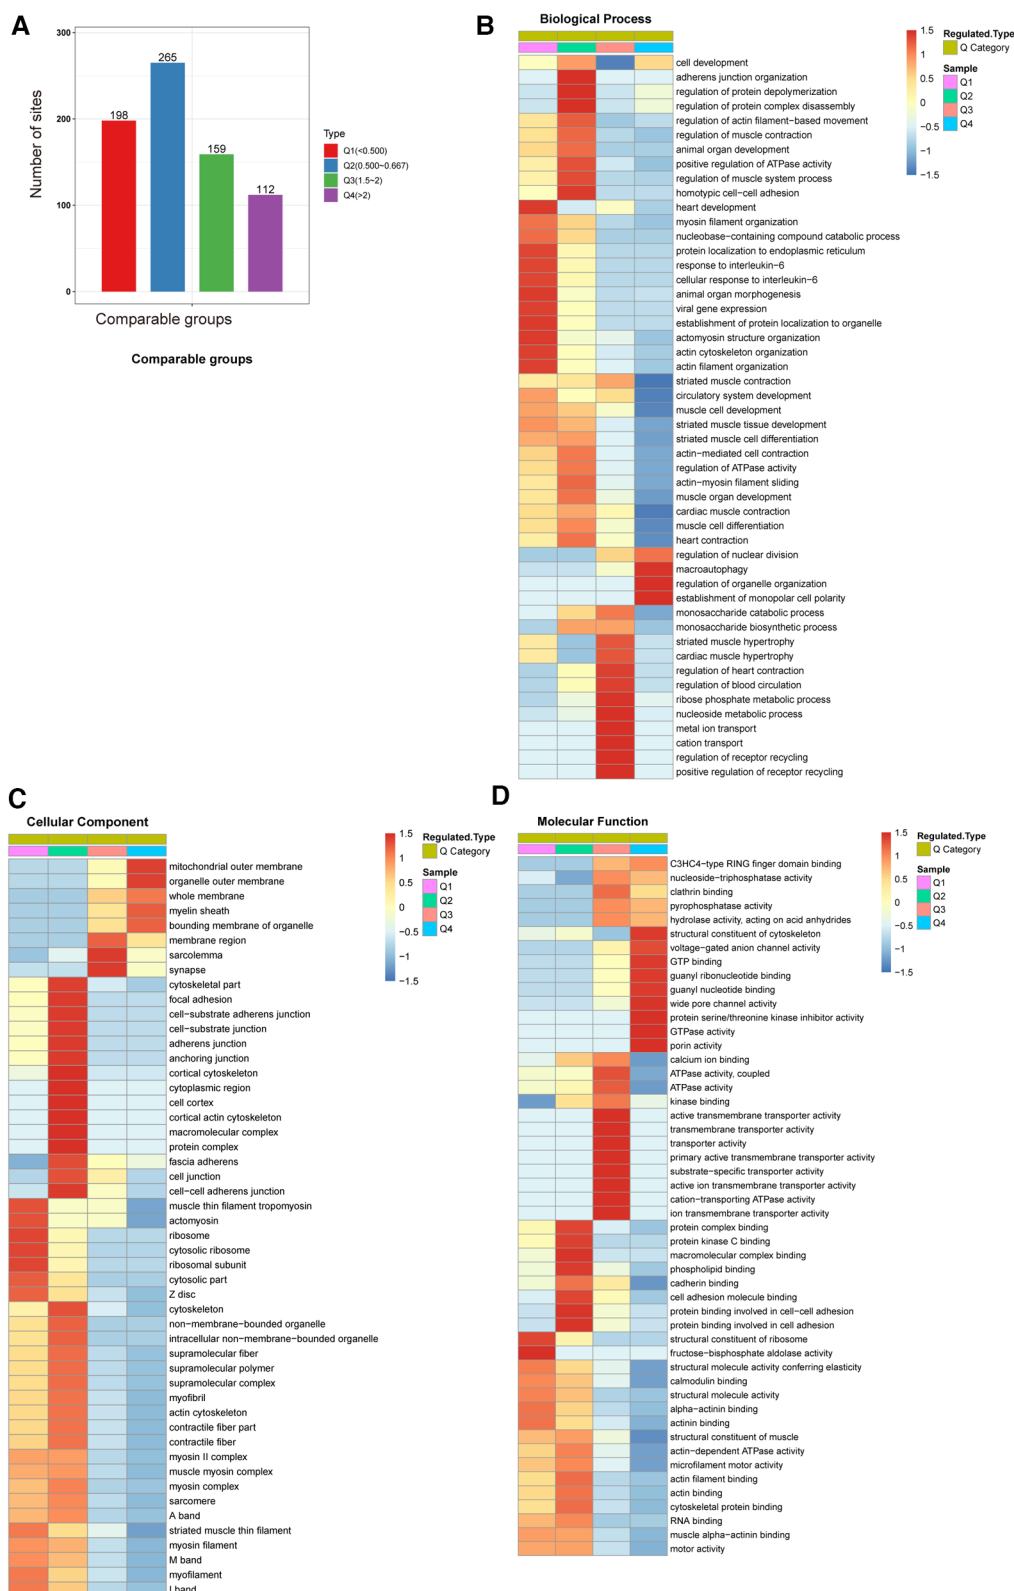 A
300
200
100
0
198
265
159
112
Number of sites
Comparable groups
Comparable groups
Type
Q1(<0.500)
Q2(0.500~0.667)
Q3(1.5~2)
Q4(>2)
B
Biological Process
cell development
adherens junction organization
regulation of protein depolymerization
regulation of protein complex disassembly
regulation of actin filament−based movement
regulation of muscle contraction
animal organ development
positive regulation of ATPase activity
regulation of muscle system process
homotypic cell−cell adhesion
heart development
myosin filament organization
nucleobase−containing compound catabolic process
protein localization to endoplasmic reticulum
response to interleukin−6
cellular response to interleukin−6
animal organ morphogenesis
viral gene expression
establishment of protein localization to organelle
actomyosin structure organization
actin cytoskeleton organization
actin filament organization
striated muscle contraction
circulatory system development
muscle cell development
striated muscle tissue development
striated muscle cell differentiation
actin−mediated cell contraction
regulation of ATPase activity
actin−myosin filament sliding
muscle organ development
cardiac muscle contraction
muscle cell differentiation
heart contraction
regulation of nuclear division
macroautophagy
regulation of organelle organization
establishment of monopolar cell polarity
monosaccharide catabolic process
monosaccharide biosynthetic process
striated muscle hypertrophy
cardiac muscle hypertrophy
regulation of heart contraction
regulation of blood circulation
ribose phosphate metabolic process
nucleoside metabolic process
metal ion transport
cation transport
regulation of receptor recycling
positive regulation of receptor recycling
1.5
1
0.5
0
−0.5
−1
−1.5
Regulated.Type
Q Category
Sample
Q1
Q2
Q3
Q4
C
Cellular Component
mitochondrial outer membrane
organelle outer membrane
whole membrane
myelin sheath
bounding membrane of organelle
membrane region
sarcolemma
synapse
cytoskeletal part
focal adhesion
cell−substrate adherens junction
cell−substrate junction
adherens junction
anchoring junction
cortical cytoskeleton
cytoplasmic region
cell cortex
cortical actin cytoskeleton
macromolecular complex
protein complex
fascia adherens
cell junction
cell−cell adherens junction
muscle thin filament tropomyosin
actomyosin
ribosome
cytosolic ribosome
ribosomal subunit
cytosolic part
Z disc
cytoskeleton
non−membrane−bounded organelle
intracellular non−membrane−bounded organelle
supramolecular fiber
supramolecular polymer
supramolecular complex
myofibril
actin cytoskeleton
contractile fiber part
contractile fiber
myosin II complex
muscle myosin complex
myosin complex
sarcomere
A band
striated muscle thin filament
myosin filament
M band
myofilament
I band
1.5
1
0.5
0
−0.5
−1
−1.5
Regulated.Type
Q Category
Sample
Q1
Q2
Q3
Q4
D
Molecular Function
C3HC4−type RING finger domain binding
nucleoside−triphosphatase activity
clathrin binding
pyrophosphatase activity
hydrolase activity, acting on acid anhydrides
structural constituent of cytoskeleton
voltage−gated anion channel activity
GTP binding
guanyl ribonucleotide binding
guanyl nucleotide binding
wide pore channel activity
protein serine/threonine kinase inhibitor activity
GTPase activity
porin activity
calcium ion binding
ATPase activity, coupled
ATPase activity
kinase binding
active transmembrane transporter activity
transmembrane transporter activity
transporter activity
primary active transmembrane transporter activity
substrate−specific transporter activity
active ion transmembrane transporter activity
cation−transporting ATPase activity
ion transmembrane transporter activity
protein complex binding
protein kinase C binding
macromolecular complex binding
phospholipid binding
cadherin binding
cell adhesion molecule binding
protein binding involved in cell−cell adhesion
protein binding involved in cell adhesion
structural constituent of ribosome
fructose−bisphosphate aldolase activity
structural molecule activity conferring elasticity
calmodulin binding
structural molecule activity
alpha−actinin binding
actinin binding
structural constituent of muscle
actin−dependent ATPase activity
microfilament motor activity
actin filament binding
actin binding
cytoskeletal protein binding
RNA binding
muscle alpha−actinin binding
motor activity
1.5
1
0.5
0
−0.5
−1
−1.5
Regulated.Type
Q Category
Sample
Q1
Q2
Q3
Q4